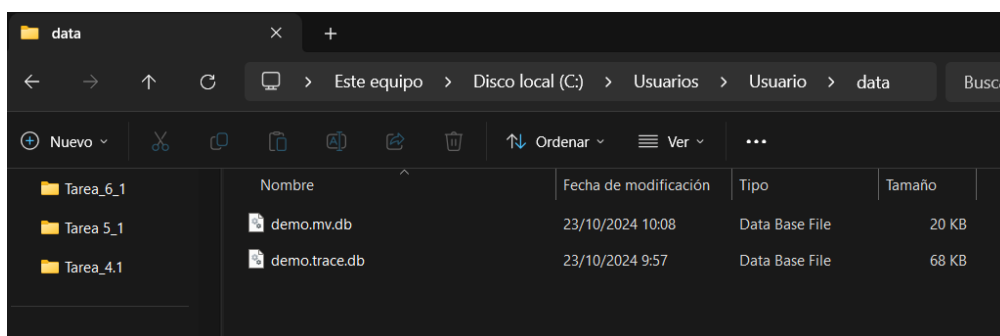 data
Este equipo > Disco local (C:) > Usuarios > Usuario > data
Busc
Nuevo
Ordenar
Ver
Tarea_6_1
Tarea 5_1
Tarea_4.1
Nombre Fecha de modificación Tipo Tamaño
demo.mv.db 23/10/2024 10:08 Data Base File 20 KB
demo.trace.db 23/10/2024 9:57 Data Base File 68 KB